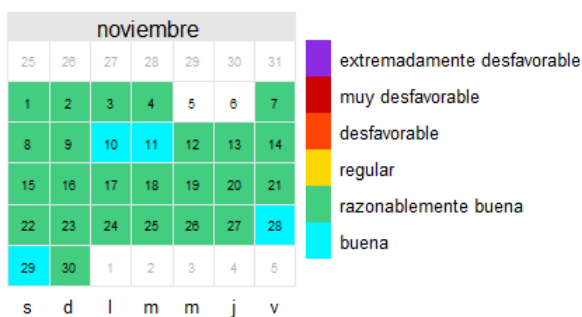 noviembre
25 26 27 28 29 30 31
1 2 3 4 5 6 7
8 9 10 11 12 13 14
15 16 17 18 19 20 21
22 23 24 25 26 27 28
29 30 1 2 3 4 5
s d l m m j v
extremadamente desfavorable
muy desfavorable
desfavorable
regular
razonablemente buena
buena